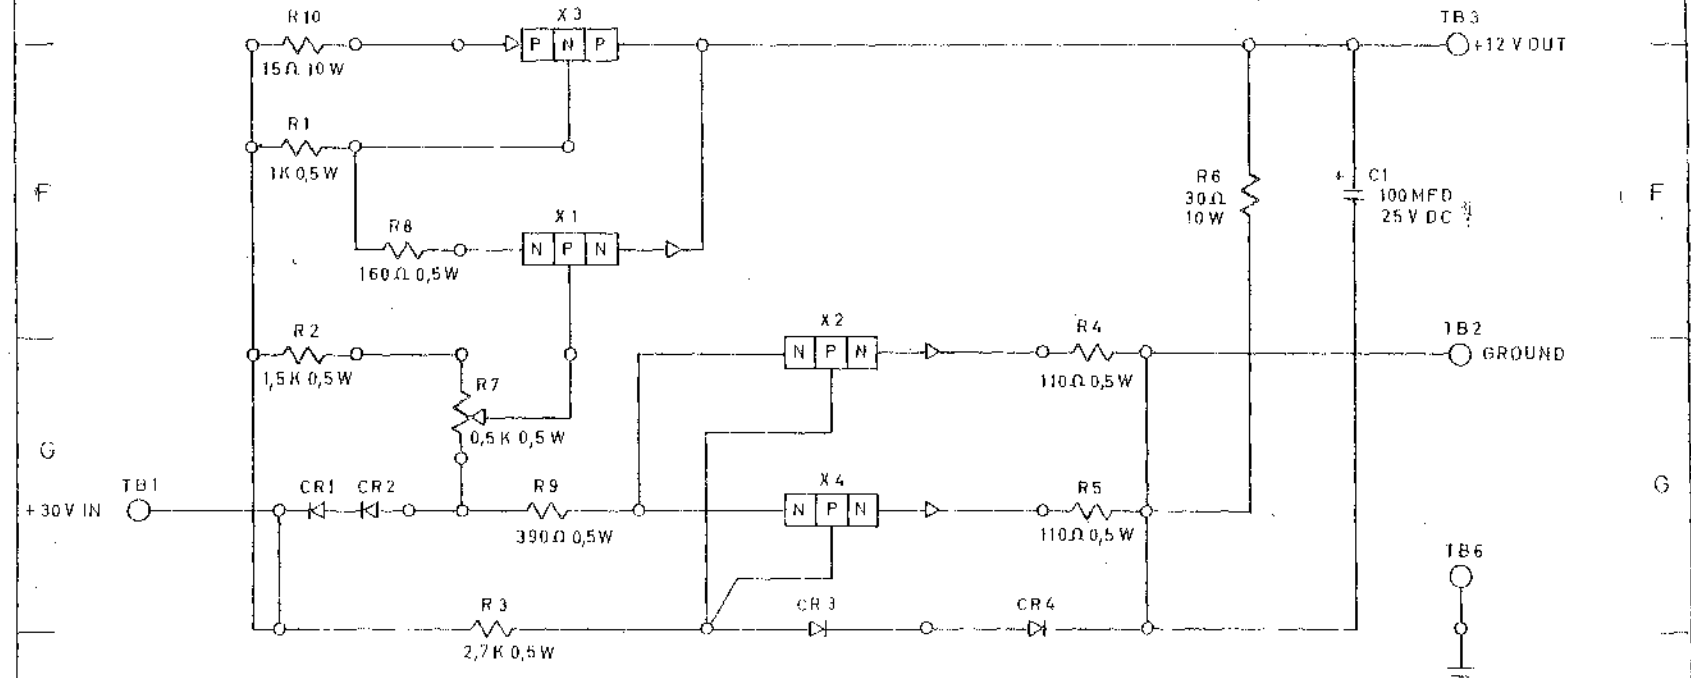 R10
X3
TB3
P N P
+12 V OUT
15Ω 10W
R1
1K 0,5W
F
R6
30Ω
10W
+ C1
100MFD
25V DC
F
X1
R8
N P N
160Ω 0,5W
X2
R2
R4
TB2
N P N
GROUND
1,5K 0,5W
R7
110Ω 0,5W
0,5K 0,5W
G
G
TB1
CR1 CR2
R9
X4
R5
+30V IN
N P N
390Ω 0,5W
110Ω 0,5W
TB6
R3
CR3
CR4
2,7K 0,5W